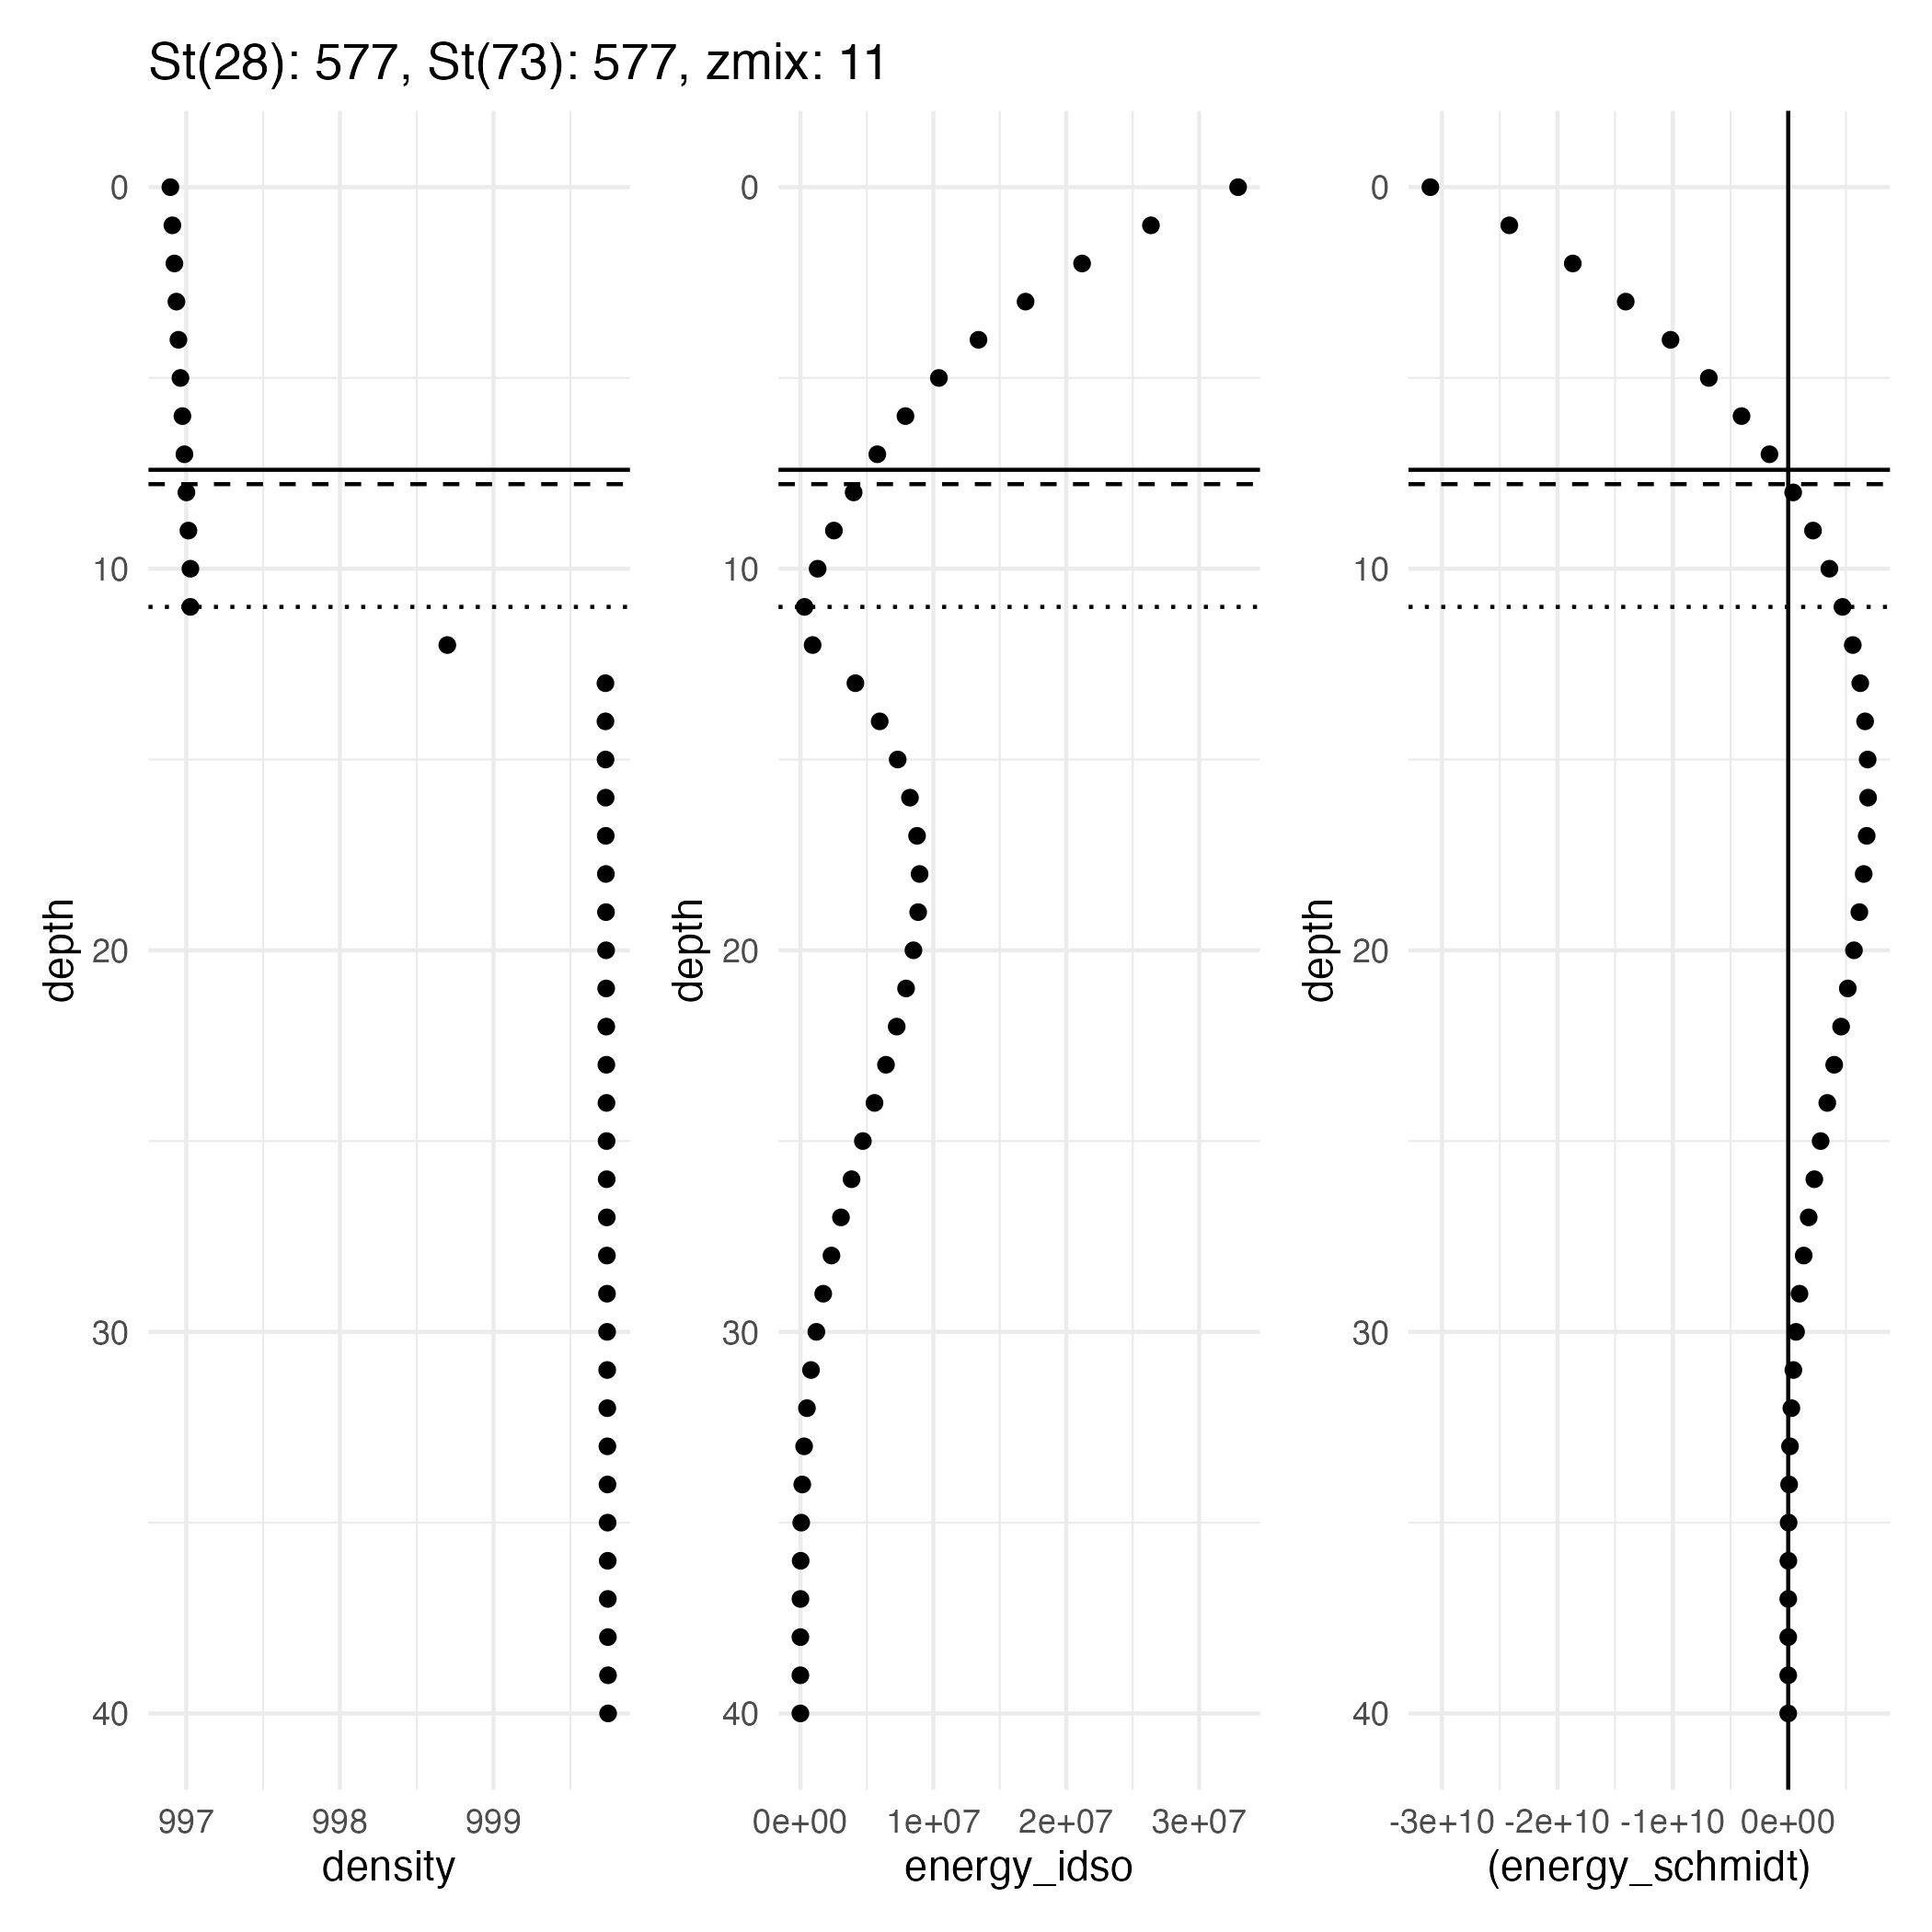 St(28): 577, St(73): 577, zmix: 11
0
10
20
30
40
depth
997
998
999
density
0
10
20
30
40
depth
0e+00
1e+07
2e+07
3e+07
energy_idso
0
10
20
30
40
depth
-3e+10
-2e+10
-1e+10
0e+00
(energy_schmidt)